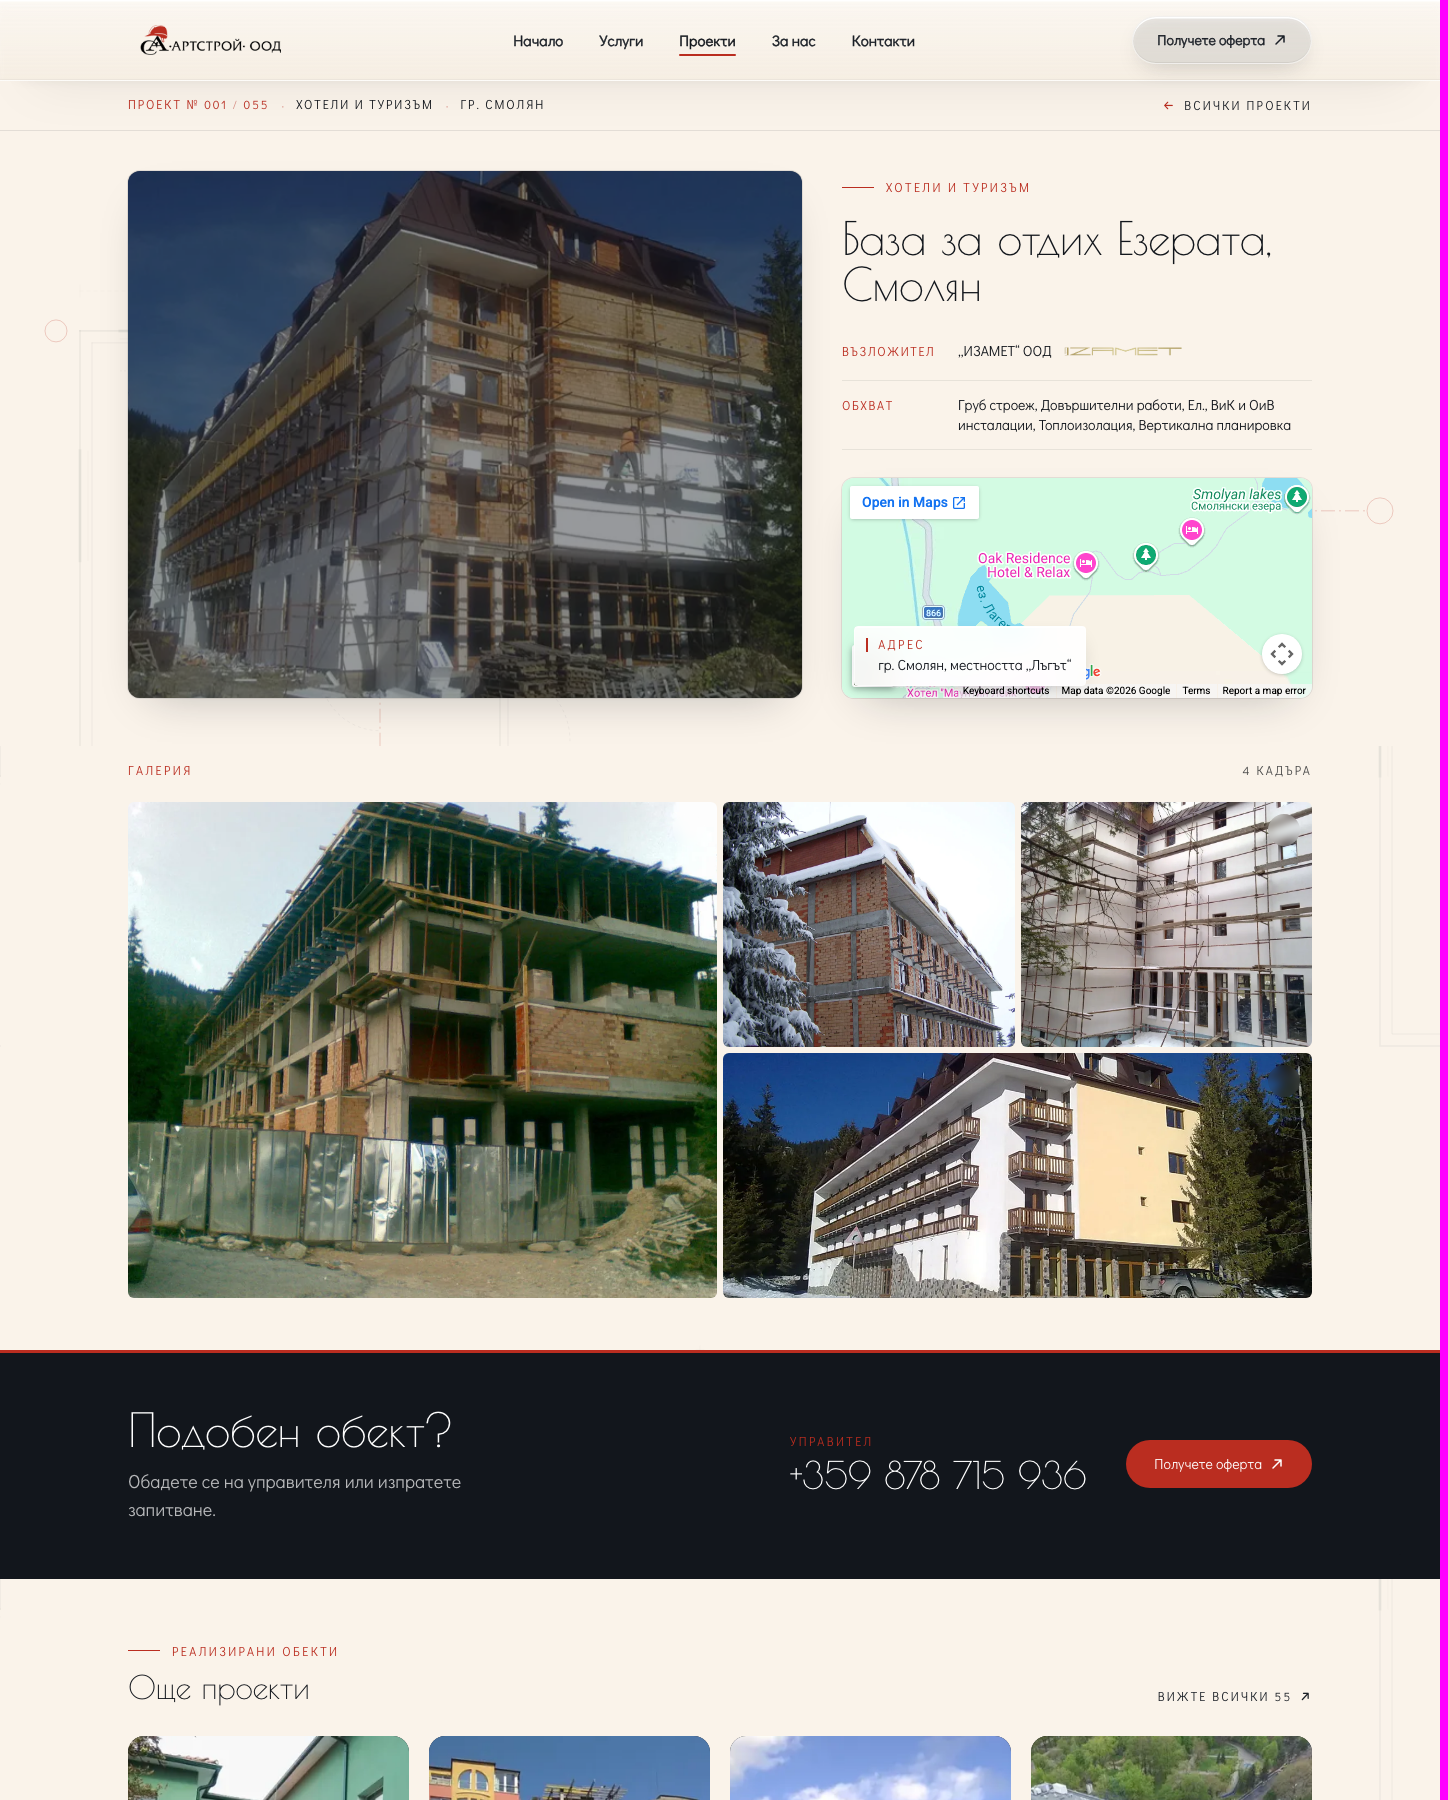 СА·АРТСТРОЙ· ООД
Начало
Услуги
Проекти
За нас
Контакти
Получете оферта
ПРОЕКТ № 001 / 055 · ХОТЕЛИ И ТУРИЗЪМ · ГР. СМОЛЯН
← ВСИЧКИ ПРОЕКТИ
ХОТЕЛИ И ТУРИЗЪМ
База за отдих Езерата,
Смолян
ВЪЗЛОЖИТЕЛ
„ИЗАМЕТ“ ООД
IZAMET
ОБХВАТ
Груб строеж, Довършителни работи, Ел., ВиК и ОиВ
инсталации, Топлоизолация, Вертикална планировка
Open in Maps
Smolyan lakes
Смолянски езера
Oak Residence
Hotel & Relax
866
АДРЕС
гр. Смолян, местността „Лъгът“
Keyboard shortcuts
Map data ©2026 Google
Terms
Report a map error
ГАЛЕРИЯ
4 КАДЪРА
Подобен обект?
Обадете се на управителя или изпратете
запитване.
УПРАВИТЕЛ
+359 878 715 936
Получете оферта
РЕАЛИЗИРАНИ ОБЕКТИ
Още проекти
ВИЖТЕ ВСИЧКИ 55